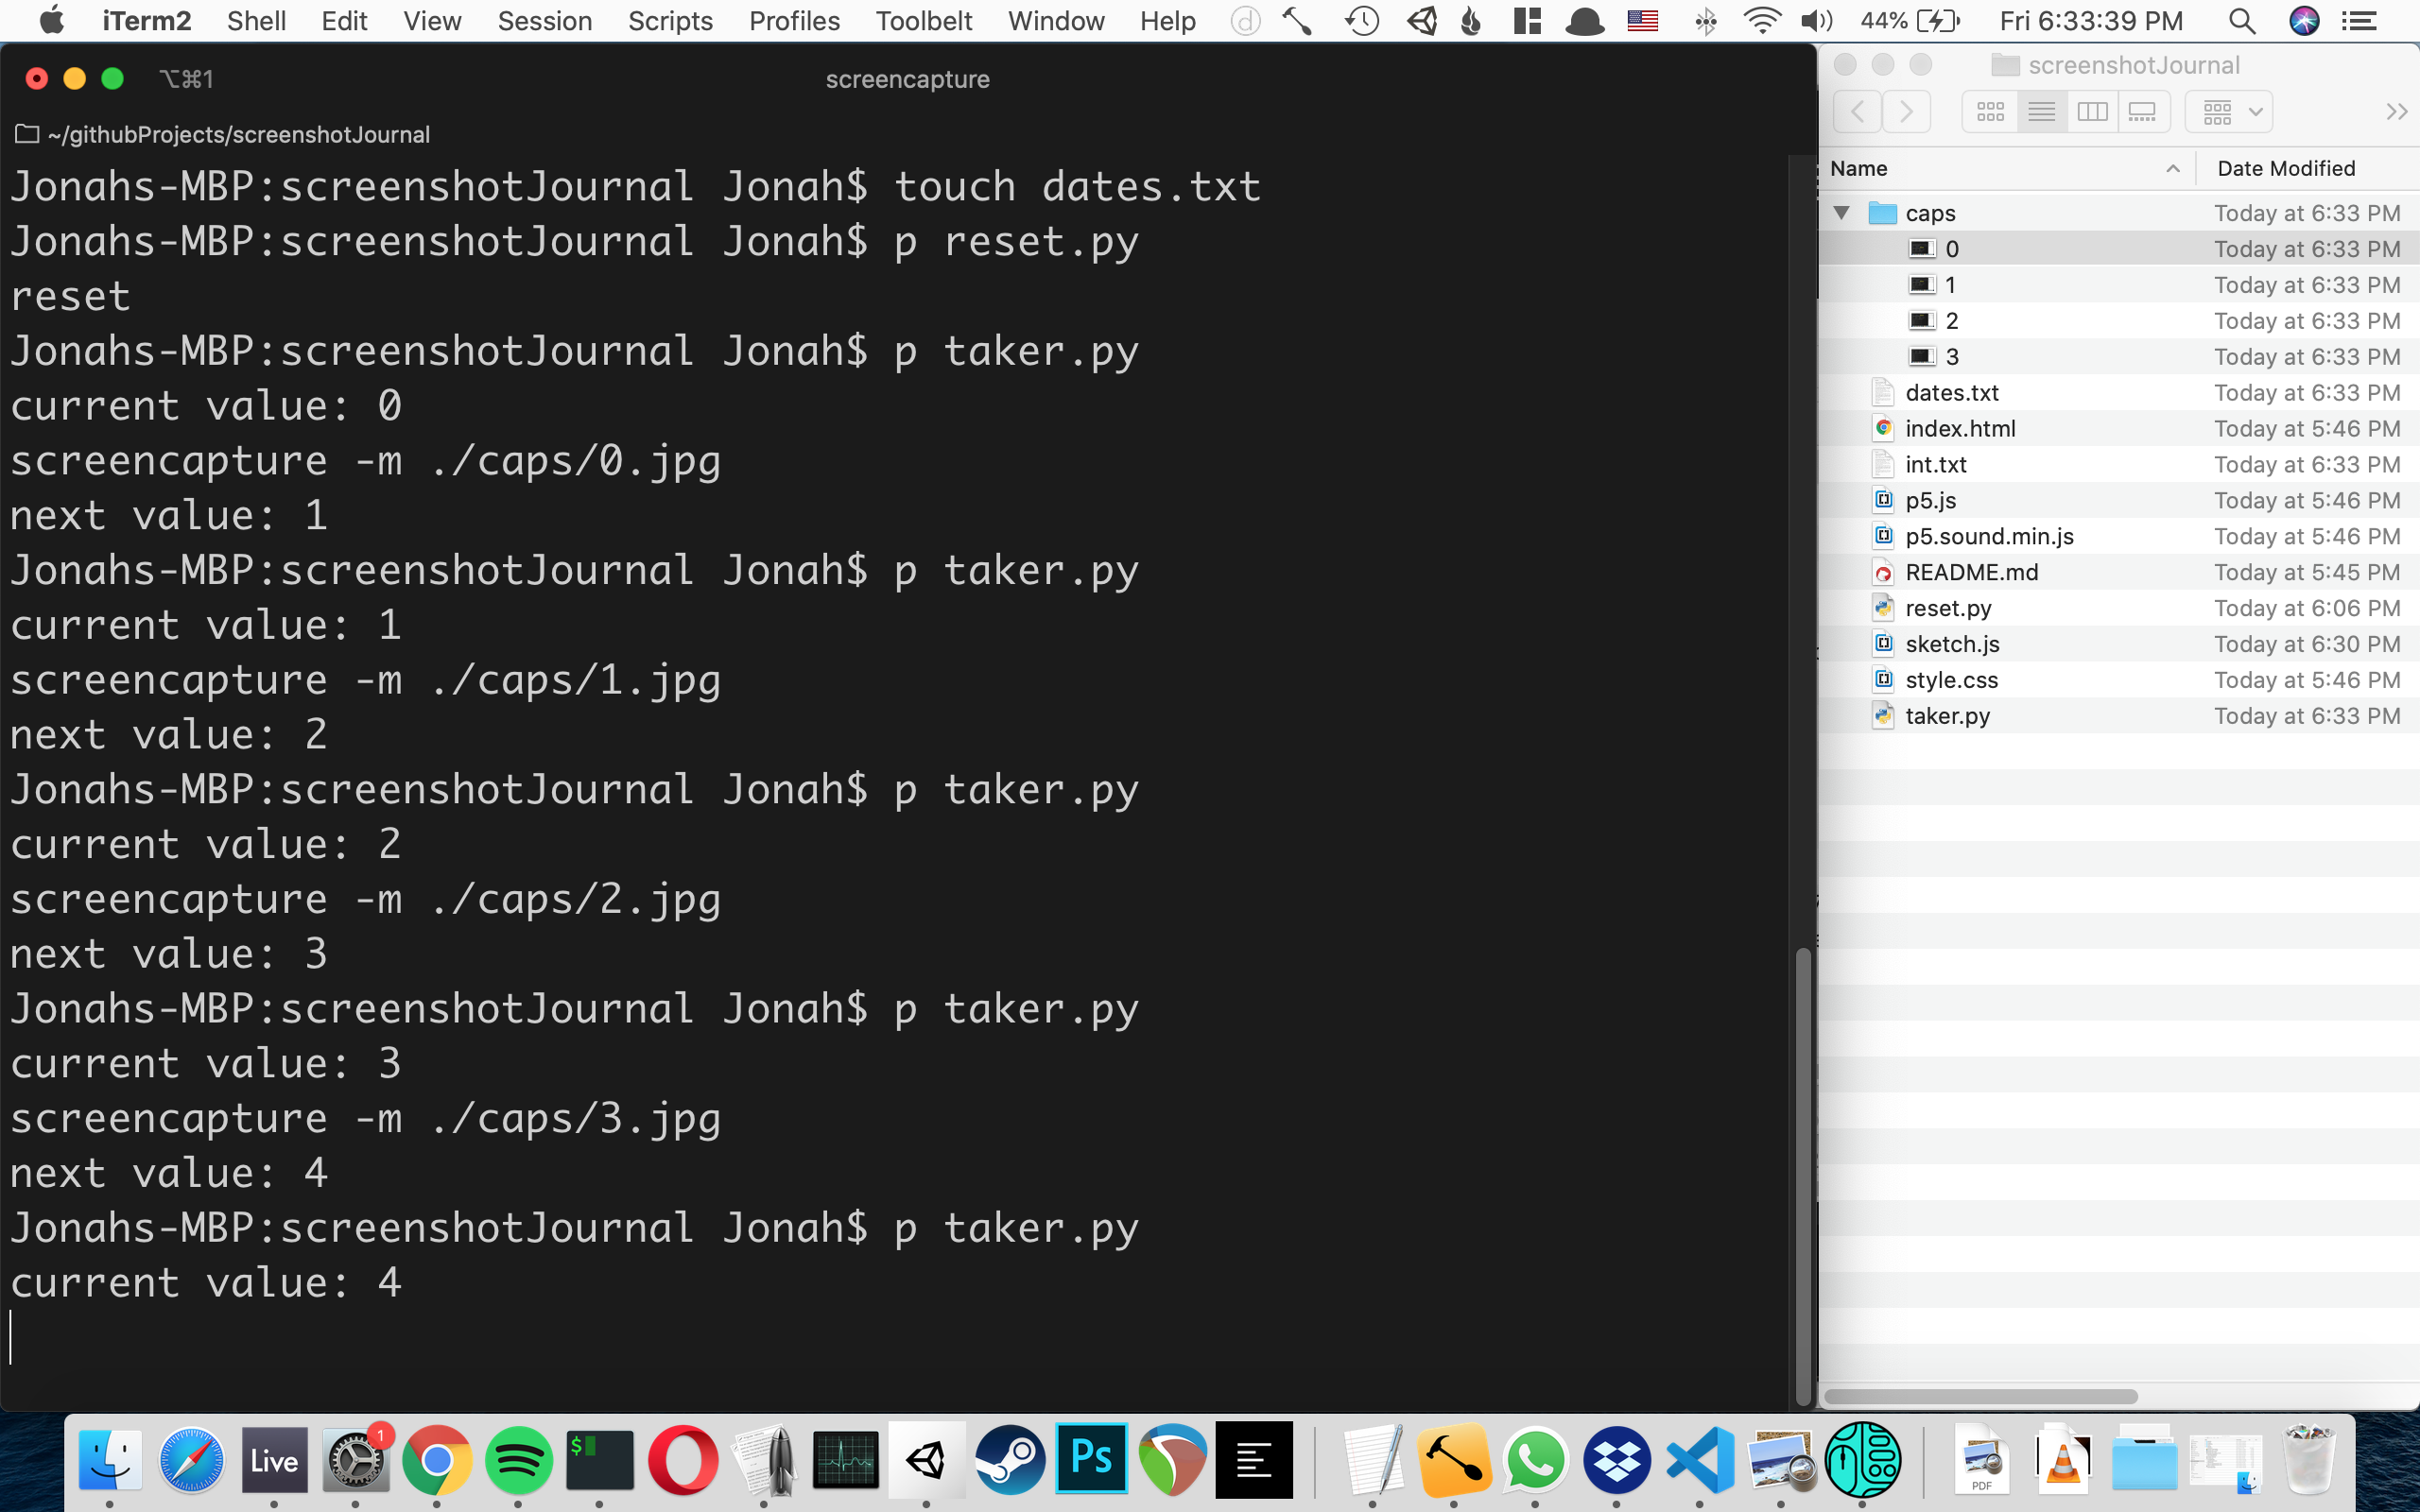 iTerm2 Shell Edit View Session Scripts Profiles Toolbelt Window Help 44% Fri 6:33:39 PM
⌥⌘1 screencapture
~/githubProjects/screenshotJournal
Jonahs-MBP:screenshotJournal Jonah$ touch dates.txt
Jonahs-MBP:screenshotJournal Jonah$ p reset.py
reset
Jonahs-MBP:screenshotJournal Jonah$ p taker.py
current value: 0
screencapture -m ./caps/0.jpg
next value: 1
Jonahs-MBP:screenshotJournal Jonah$ p taker.py
current value: 1
screencapture -m ./caps/1.jpg
next value: 2
Jonahs-MBP:screenshotJournal Jonah$ p taker.py
current value: 2
screencapture -m ./caps/2.jpg
next value: 3
Jonahs-MBP:screenshotJournal Jonah$ p taker.py
current value: 3
screencapture -m ./caps/3.jpg
next value: 4
Jonahs-MBP:screenshotJournal Jonah$ p taker.py
current value: 4
screenshotJournal
Name Date Modified
caps Today at 6:33 PM
0 Today at 6:33 PM
1 Today at 6:33 PM
2 Today at 6:33 PM
3 Today at 6:33 PM
dates.txt Today at 6:33 PM
index.html Today at 5:46 PM
int.txt Today at 6:33 PM
p5.js Today at 5:46 PM
p5.sound.min.js Today at 5:46 PM
README.md Today at 5:45 PM
reset.py Today at 6:06 PM
sketch.js Today at 6:30 PM
style.css Today at 5:46 PM
taker.py Today at 6:33 PM
Live 1 $ Ps PDF